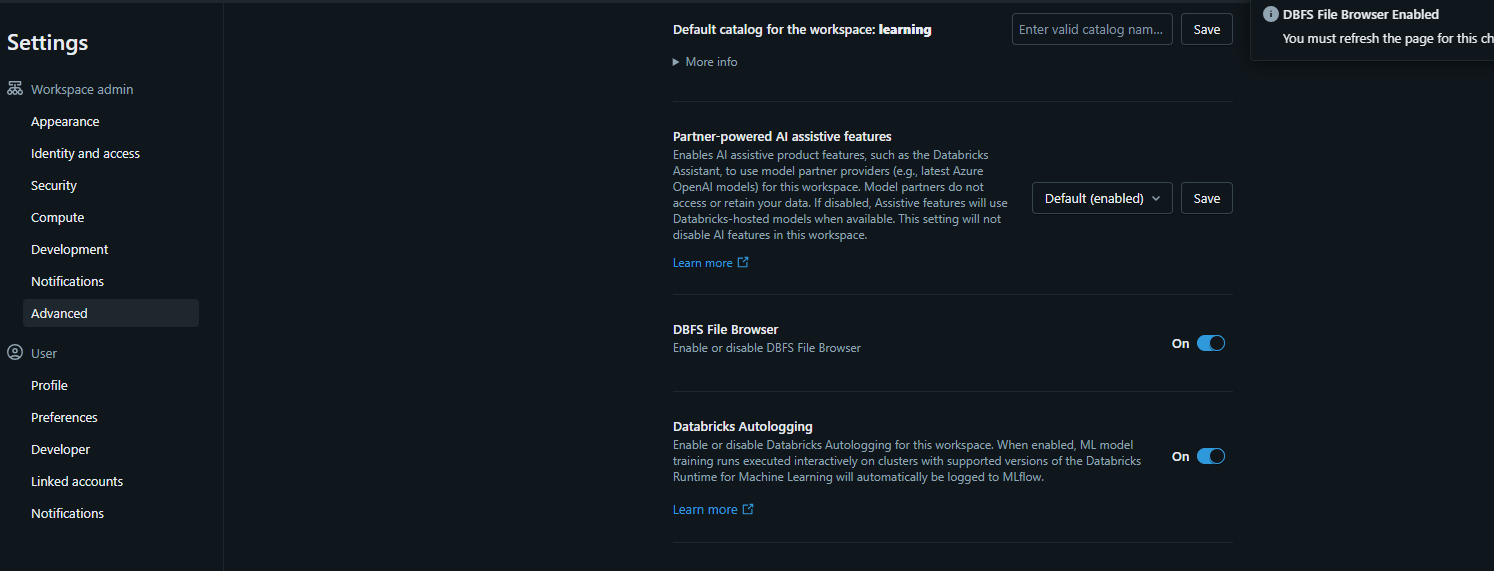 Settings
Workspace admin
Appearance
Identity and access
Security
Compute
Development
Notifications
Advanced
User
Profile
Preferences
Developer
Linked accounts
Notifications
Default catalog for the workspace: learning
Enter valid catalog nam...
Save
More info
Partner-powered AI assistive features
Enables AI assistive product features, such as the Databricks
Assistant, to use model partner providers (e.g., latest Azure
OpenAI models) for this workspace. Model partners do not
access or retain your data. If disabled, Assistive features will use
Databricks-hosted models when available. This setting will not
disable AI features in this workspace.
Default (enabled)
Save
Learn more
DBFS File Browser
Enable or disable DBFS File Browser
On
Databricks Autologging
Enable or disable Databricks Autologging for this workspace. When enabled, ML model
training runs executed interactively on clusters with supported versions of the Databricks
Runtime for Machine Learning will automatically be logged to MLflow.
On
Learn more
DBFS File Browser Enabled
You must refresh the page for this ch